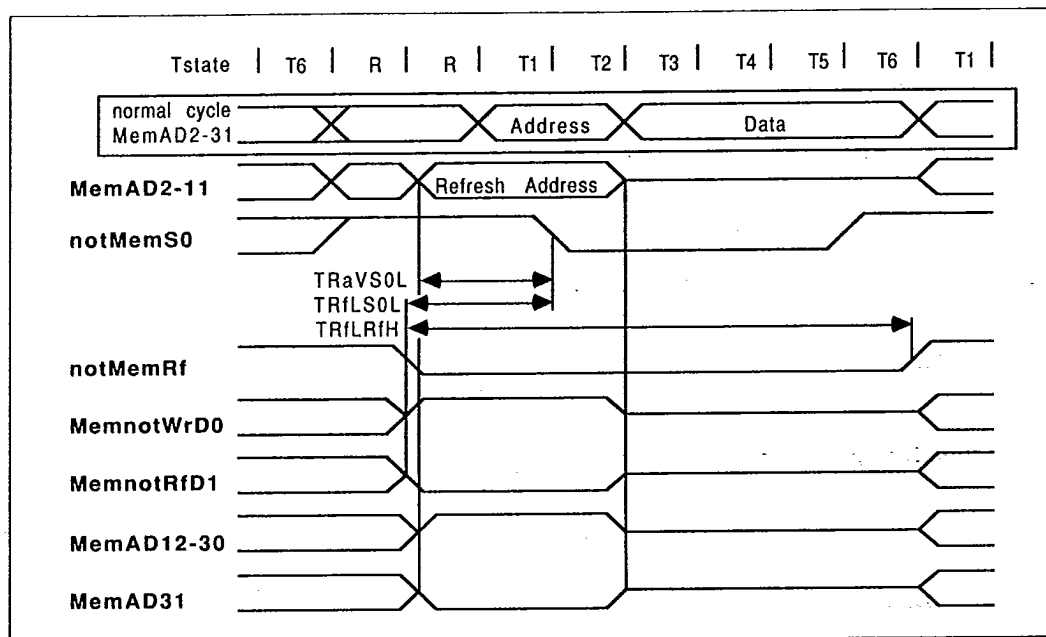 Tstate | T6 | R | R | T1 | T2 | T3 | T4 | T5 | T6 | T1 |
normal cycle
MemAD2-31
Address
Data
MemAD2-11
Refresh Address
notMemS0
TRaVS0L
TRfLS0L
TRfLRfH
notMemRf
MemnotWrD0
MemnotRfD1
MemAD12-30
MemAD31